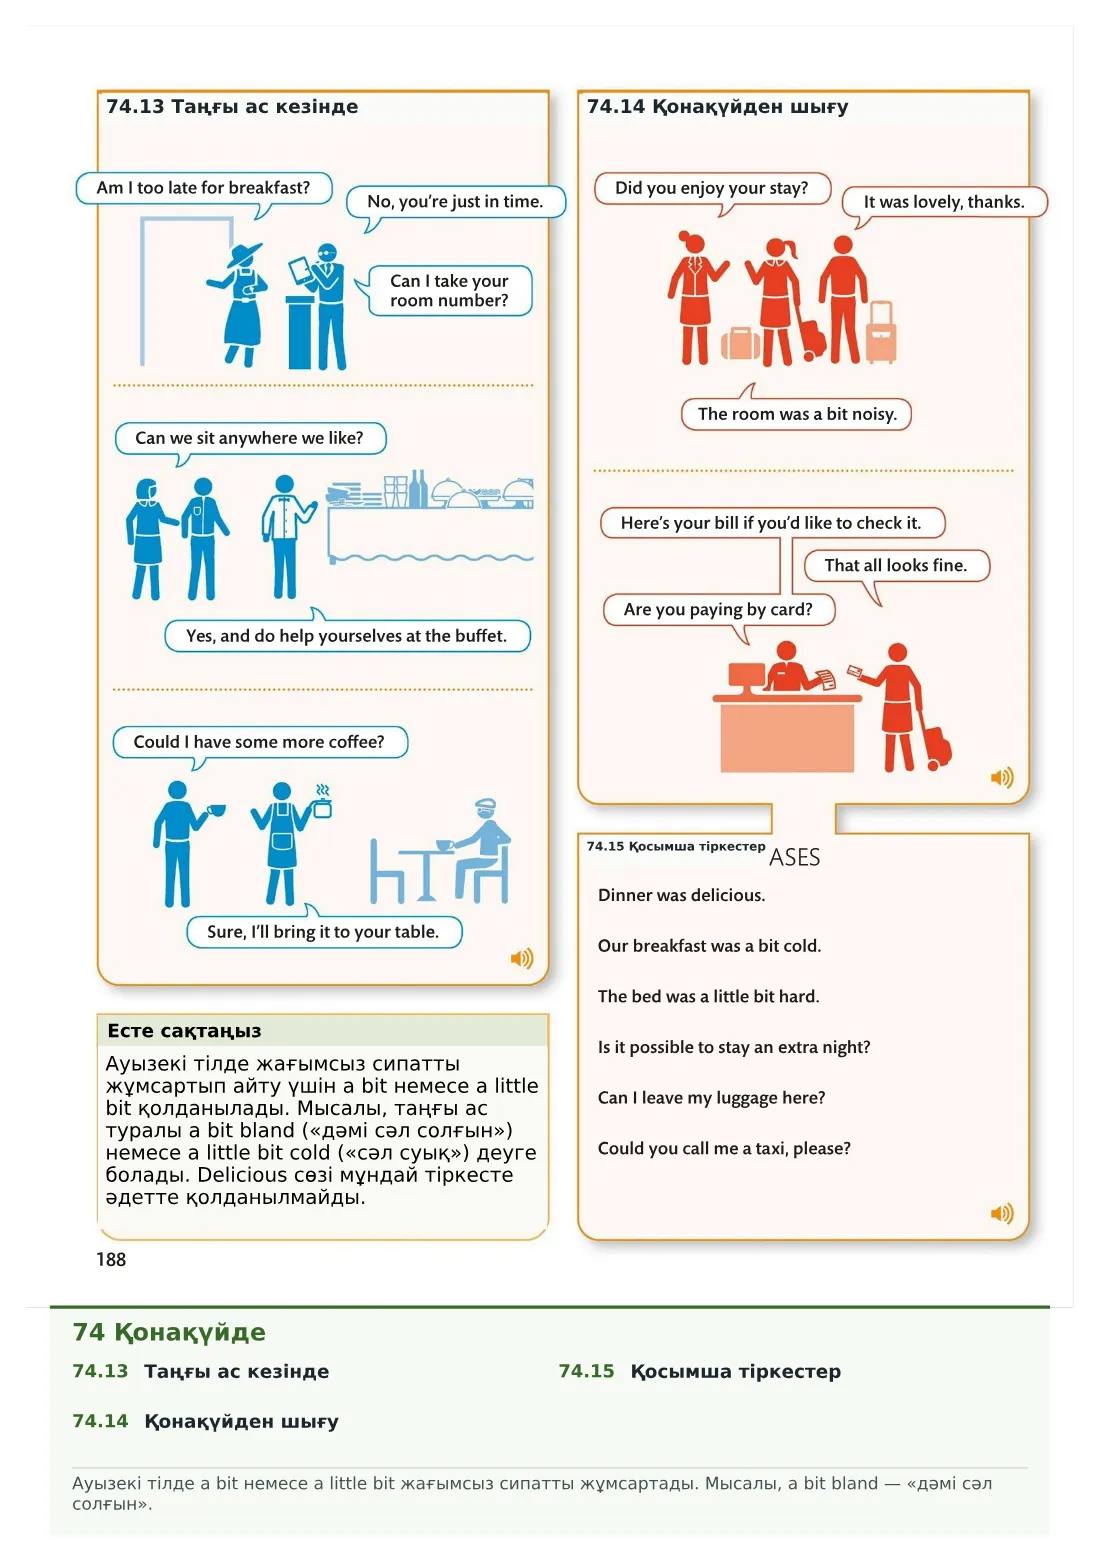 74.13 Таңғы ас кезінде
Am I too late for breakfast?
No, you’re just in time.
Can I take your
room number?
Can we sit anywhere we like?
Yes, and do help yourselves at the buffet.
Could I have some more coffee?
Sure, I’ll bring it to your table.
Есте сақтаңыз
Ауызекі тілде жағымсыз сипатты
жұмсартып айту үшін a bit немесе a little
bit қолданылады. Мысалы, таңғы ас
туралы a bit bland («дәмі сәл солғын»)
немесе a little bit cold («сәл суық») деуге
болады. Delicious сөзі мұндай тіркесте
әдетте қолданылмайды.
188
74.14 Қонақүйден шығу
Did you enjoy your stay?
It was lovely, thanks.
The room was a bit noisy.
Here’s your bill if you’d like to check it.
That all looks fine.
Are you paying by card?
74.15 Қосымша тіркестер
ASES
Dinner was delicious.
Our breakfast was a bit cold.
The bed was a little bit hard.
Is it possible to stay an extra night?
Can I leave my luggage here?
Could you call me a taxi, please?
74 Қонақүйде
74.13 Таңғы ас кезінде
74.14 Қонақүйден шығу
74.15 Қосымша тіркестер
Ауызекі тілде a bit немесе a little bit жағымсыз сипатты жұмсартады. Мысалы, a bit bland — «дәмі сәл
солғын».